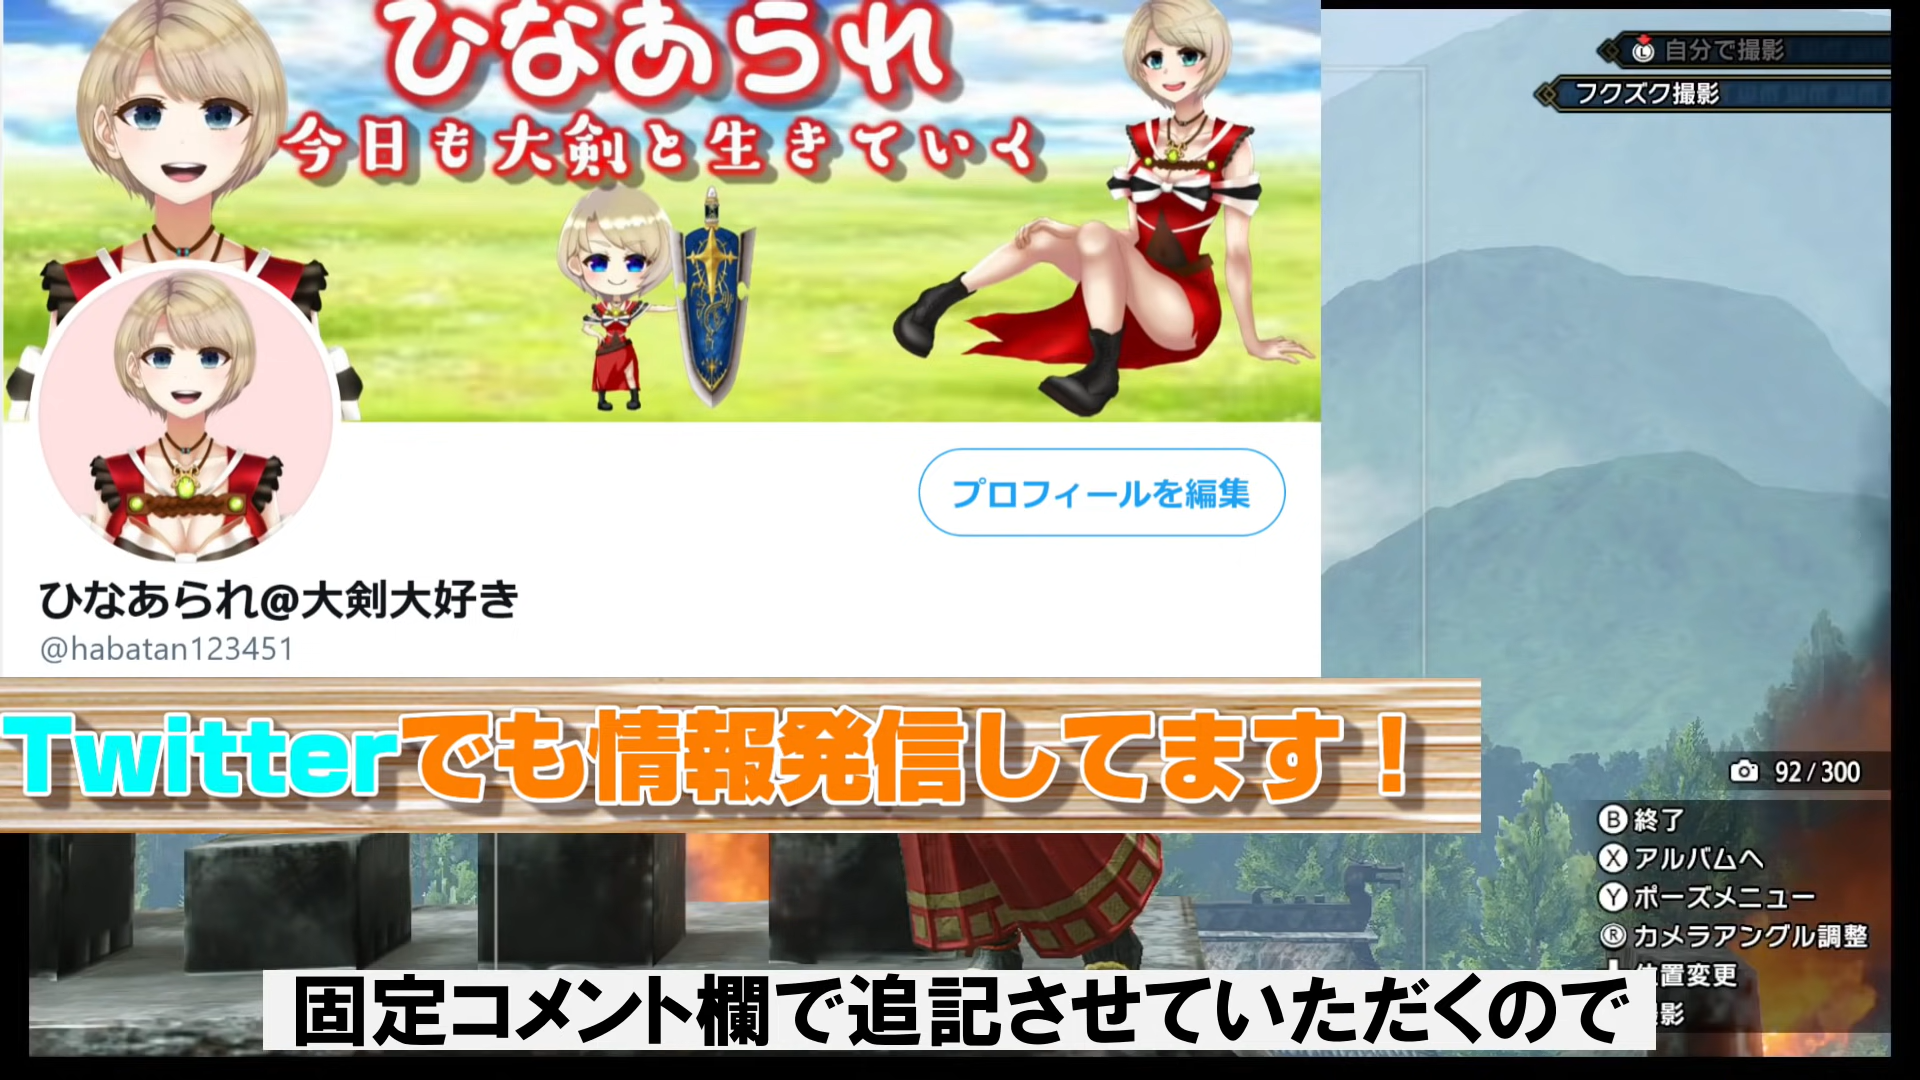 ひなあられ
今日も大剣と生きていく
自分で撮影
フクズク撮影
プロフィールを編集
ひなあられ@大剣大好き
@habatan123451
Twitterでも情報発信してます！
92/300
B 終了
X アルバムへ
Y ポーズメニュー
R カメラアングル調整
位置変更
影
固定コメント欄で追記させていただくので